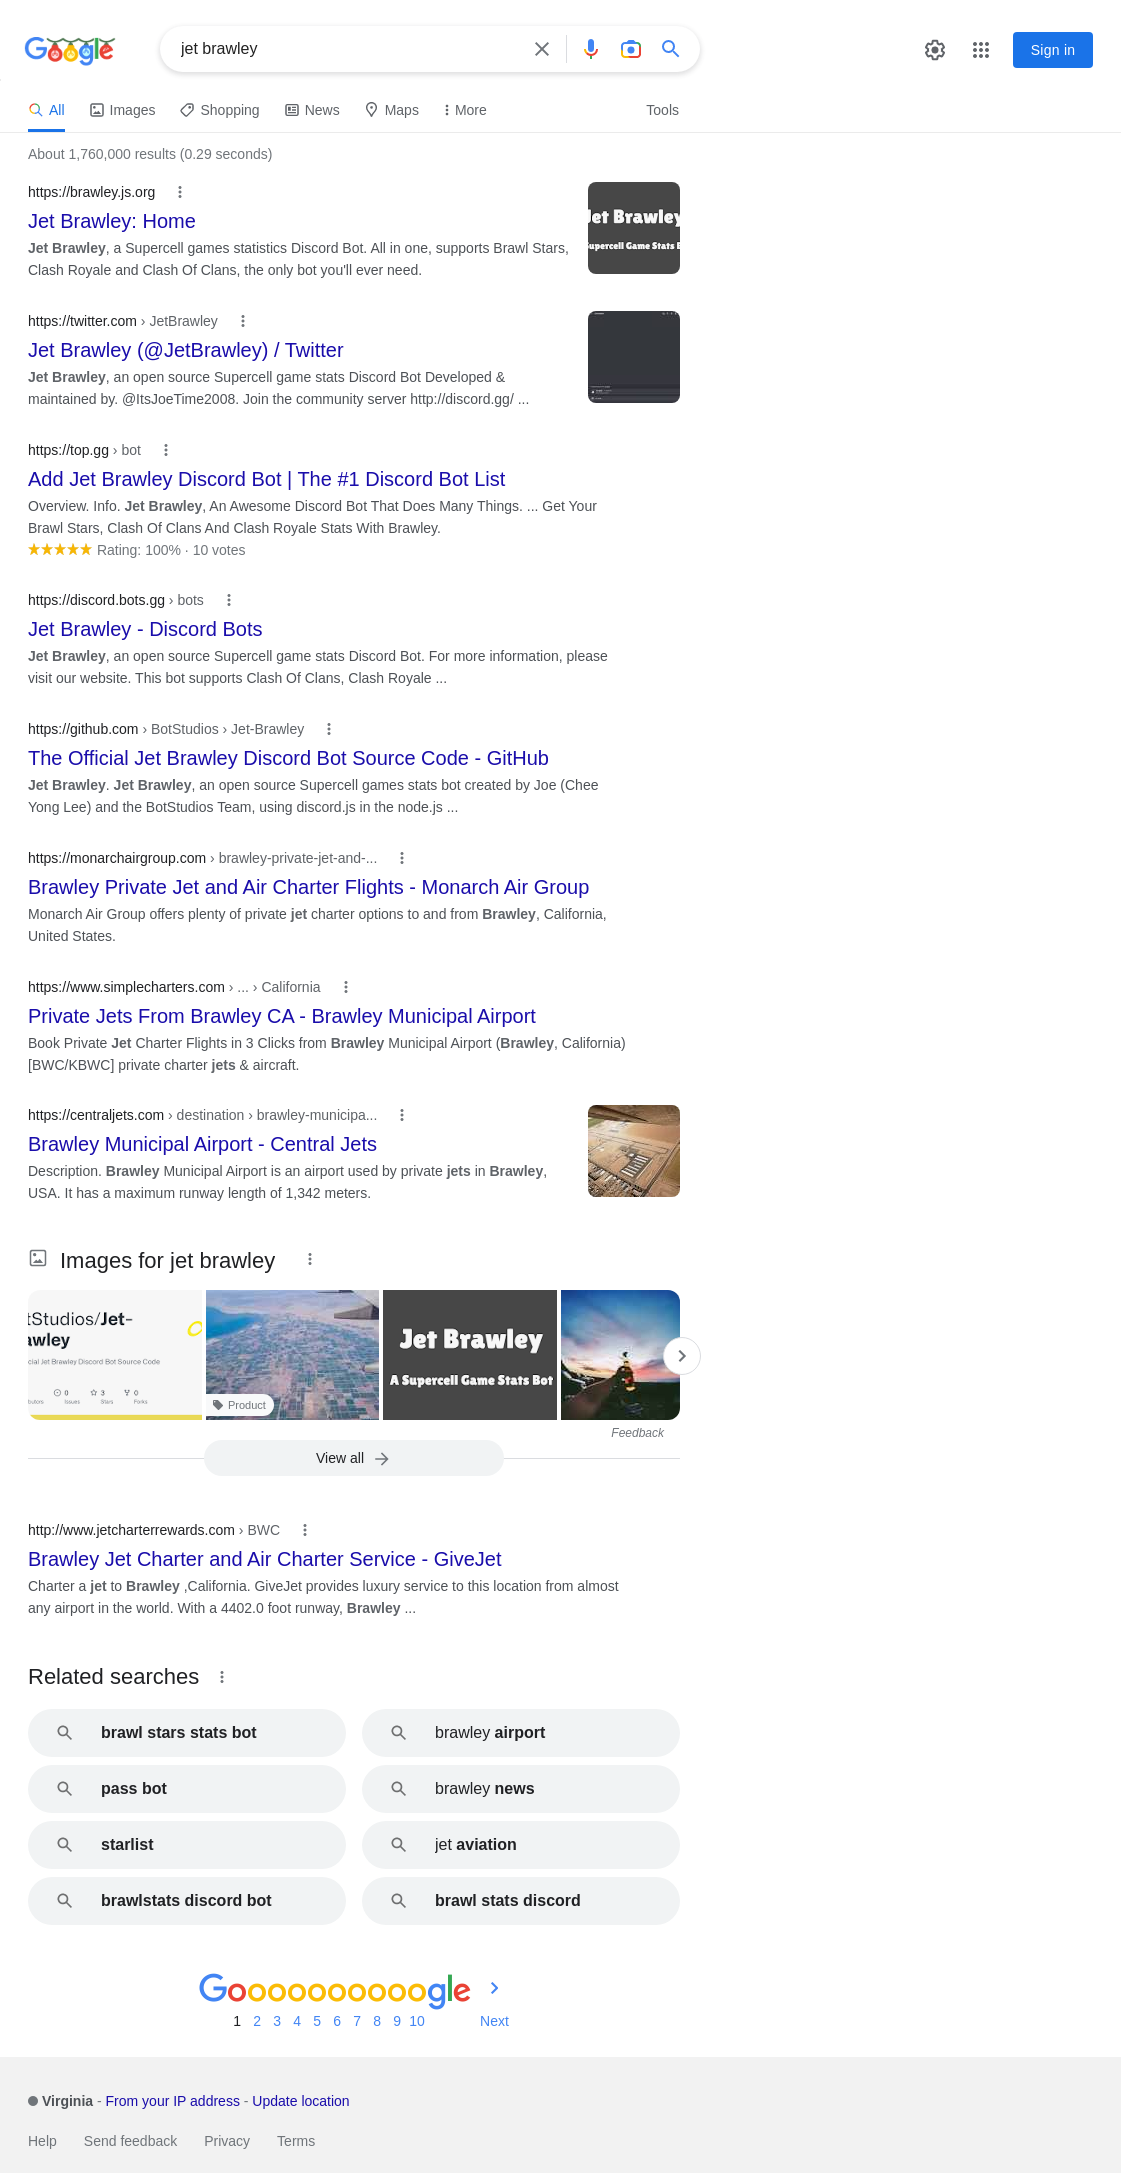 Google
jet brawley
Sign in
All
Images
Shopping
News
Maps
More
Tools
About 1,760,000 results (0.29 seconds)
https://brawley.js.org
Jet Brawley: Home
Jet Brawley, a Supercell games statistics Discord Bot. All in one, supports Brawl Stars,
Clash Royale and Clash Of Clans, the only bot you'll ever need.
Jet Brawley
Supercell Game Stats B
https://twitter.com › JetBrawley
Jet Brawley (@JetBrawley) / Twitter
Jet Brawley, an open source Supercell game stats Discord Bot Developed &
maintained by. @ItsJoeTime2008. Join the community server http://discord.gg/ ...
https://top.gg › bot
Add Jet Brawley Discord Bot | The #1 Discord Bot List
Overview. Info. Jet Brawley, An Awesome Discord Bot That Does Many Things. ... Get Your
Brawl Stars, Clash Of Clans And Clash Royale Stats With Brawley.
Rating: 100% · 10 votes
https://discord.bots.gg › bots
Jet Brawley - Discord Bots
Jet Brawley, an open source Supercell game stats Discord Bot. For more information, please
visit our website. This bot supports Clash Of Clans, Clash Royale ...
https://github.com › BotStudios › Jet-Brawley
The Official Jet Brawley Discord Bot Source Code - GitHub
Jet Brawley. Jet Brawley, an open source Supercell games stats bot created by Joe (Chee
Yong Lee) and the BotStudios Team, using discord.js in the node.js ...
https://monarchairgroup.com › brawley-private-jet-and-...
Brawley Private Jet and Air Charter Flights - Monarch Air Group
Monarch Air Group offers plenty of private jet charter options to and from Brawley, California,
United States.
https://www.simplecharters.com › ... › California
Private Jets From Brawley CA - Brawley Municipal Airport
Book Private Jet Charter Flights in 3 Clicks from Brawley Municipal Airport (Brawley, California)
[BWC/KBWC] private charter jets & aircraft.
https://centraljets.com › destination › brawley-municipa...
Brawley Municipal Airport - Central Jets
Description. Brawley Municipal Airport is an airport used by private jets in Brawley,
USA. It has a maximum runway length of 1,342 meters.
Images for jet brawley
tStudios/Jet-
awley
cial Jet Brawley Discord Bot Source Code
0
3
0
butors
Issues
Stars
Forks
Product
Jet Brawley
A Supercell Game Stats Bot
Feedback
View all
http://www.jetcharterrewards.com › BWC
Brawley Jet Charter and Air Charter Service - GiveJet
Charter a jet to Brawley ,California. GiveJet provides luxury service to this location from almost
any airport in the world. With a 4402.0 foot runway, Brawley ...
Related searches
brawl stars stats bot
brawley airport
pass bot
brawley news
starlist
jet aviation
brawlstats discord bot
brawl stats discord
Goooooooooogle
1 2 3 4 5 6 7 8 9 10 Next
Virginia - From your IP address - Update location
Help Send feedback Privacy Terms